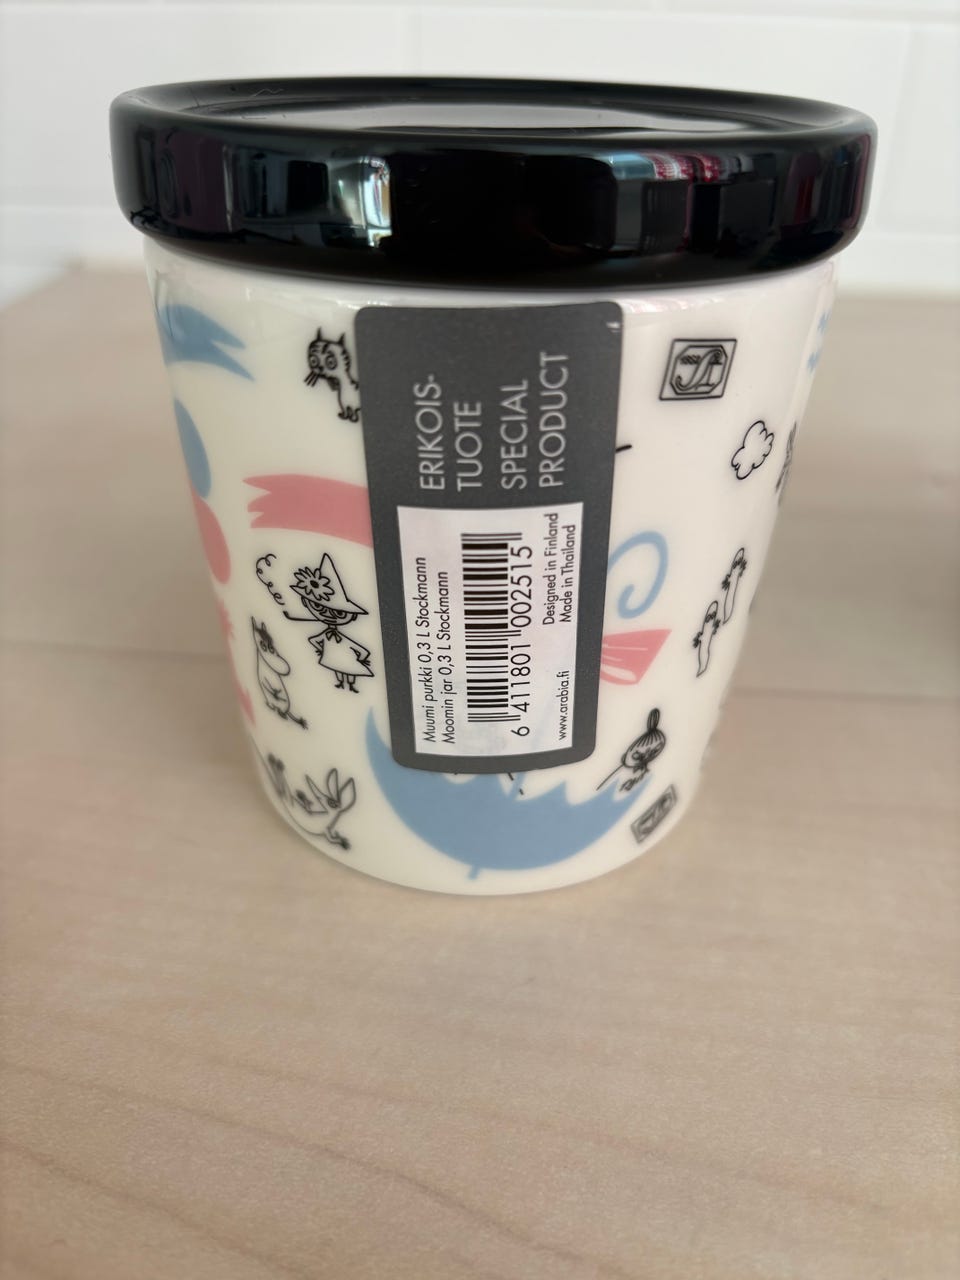 ERIKOIS-
TUOTE
SPECIAL
PRODUCT
Muumi purkki 0,3 L Stockmann
Moomin jar 0,3 L Stockmann
6 411801 002515
Designed in Finland
Made in Thailand
www.arabia.fi